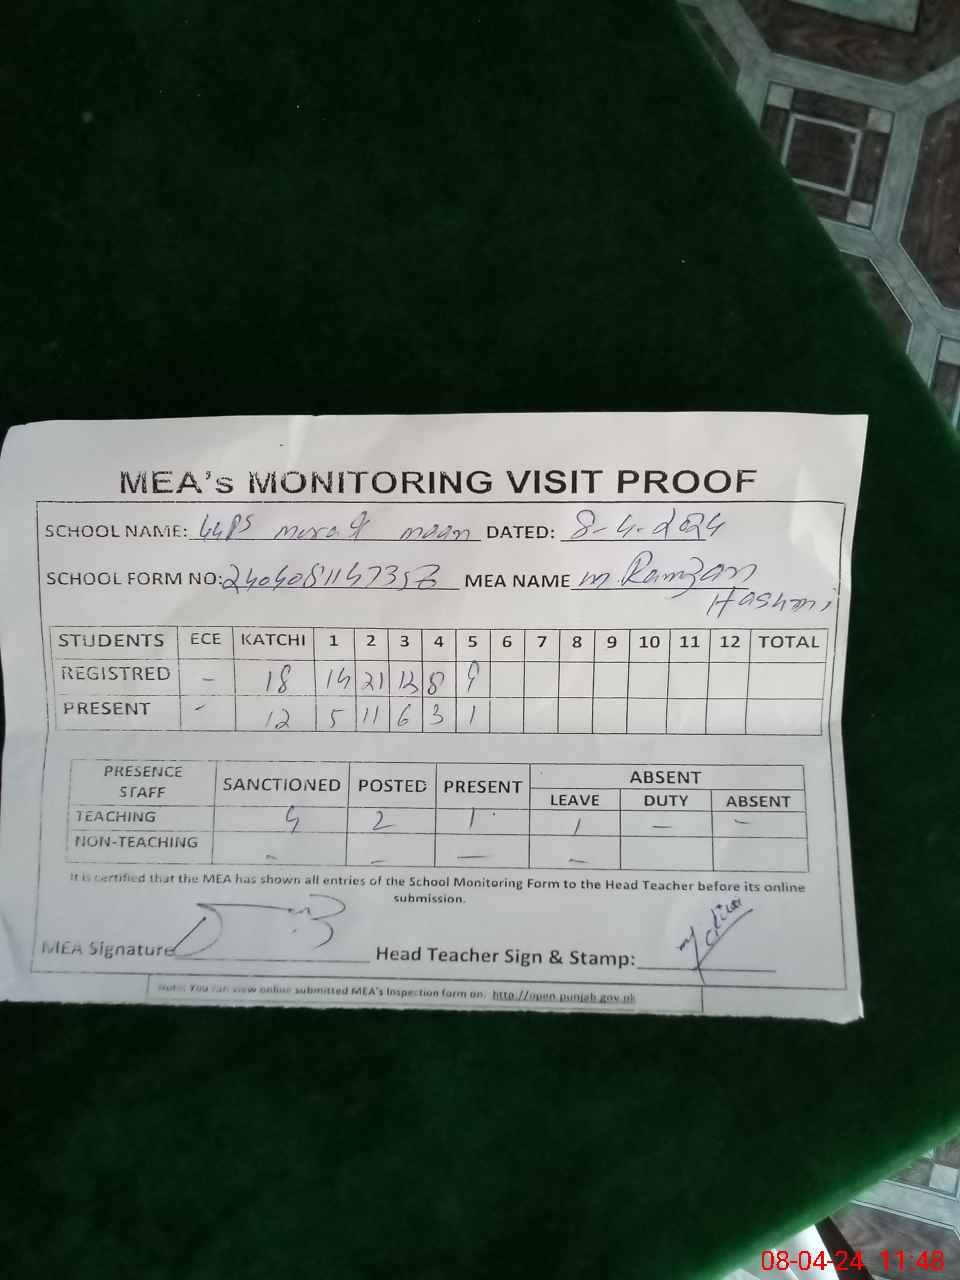 MEA's MONITORING VISIT PROOF
SCHOOL NAME: DATED: 8-4-2024
SCHOOL FORM NO: MEA NAME M. Ramzan
Hashmi
STUDENTS ECE KATCHI 1 2 3 4 5 6 7 8 9 10 11 12 TOTAL
REGISTRED - 18 14 21 13 8 9
PRESENT - 12 5 11 6 3 1
PRESENCE STAFF SANCTIONED POSTED PRESENT ABSENT
LEAVE DUTY ABSENT
TEACHING 4 2 1 1 - -
NON-TEACHING - - - -
It is certified that the MEA has shown all entries of the School Monitoring Form to the Head Teacher before its online
submission.
MEA Signature Head Teacher Sign & Stamp:
Note: You can view online submitted MEA's Inspection form on: http://open.punjab.gov.pk
08-04-24 11:48